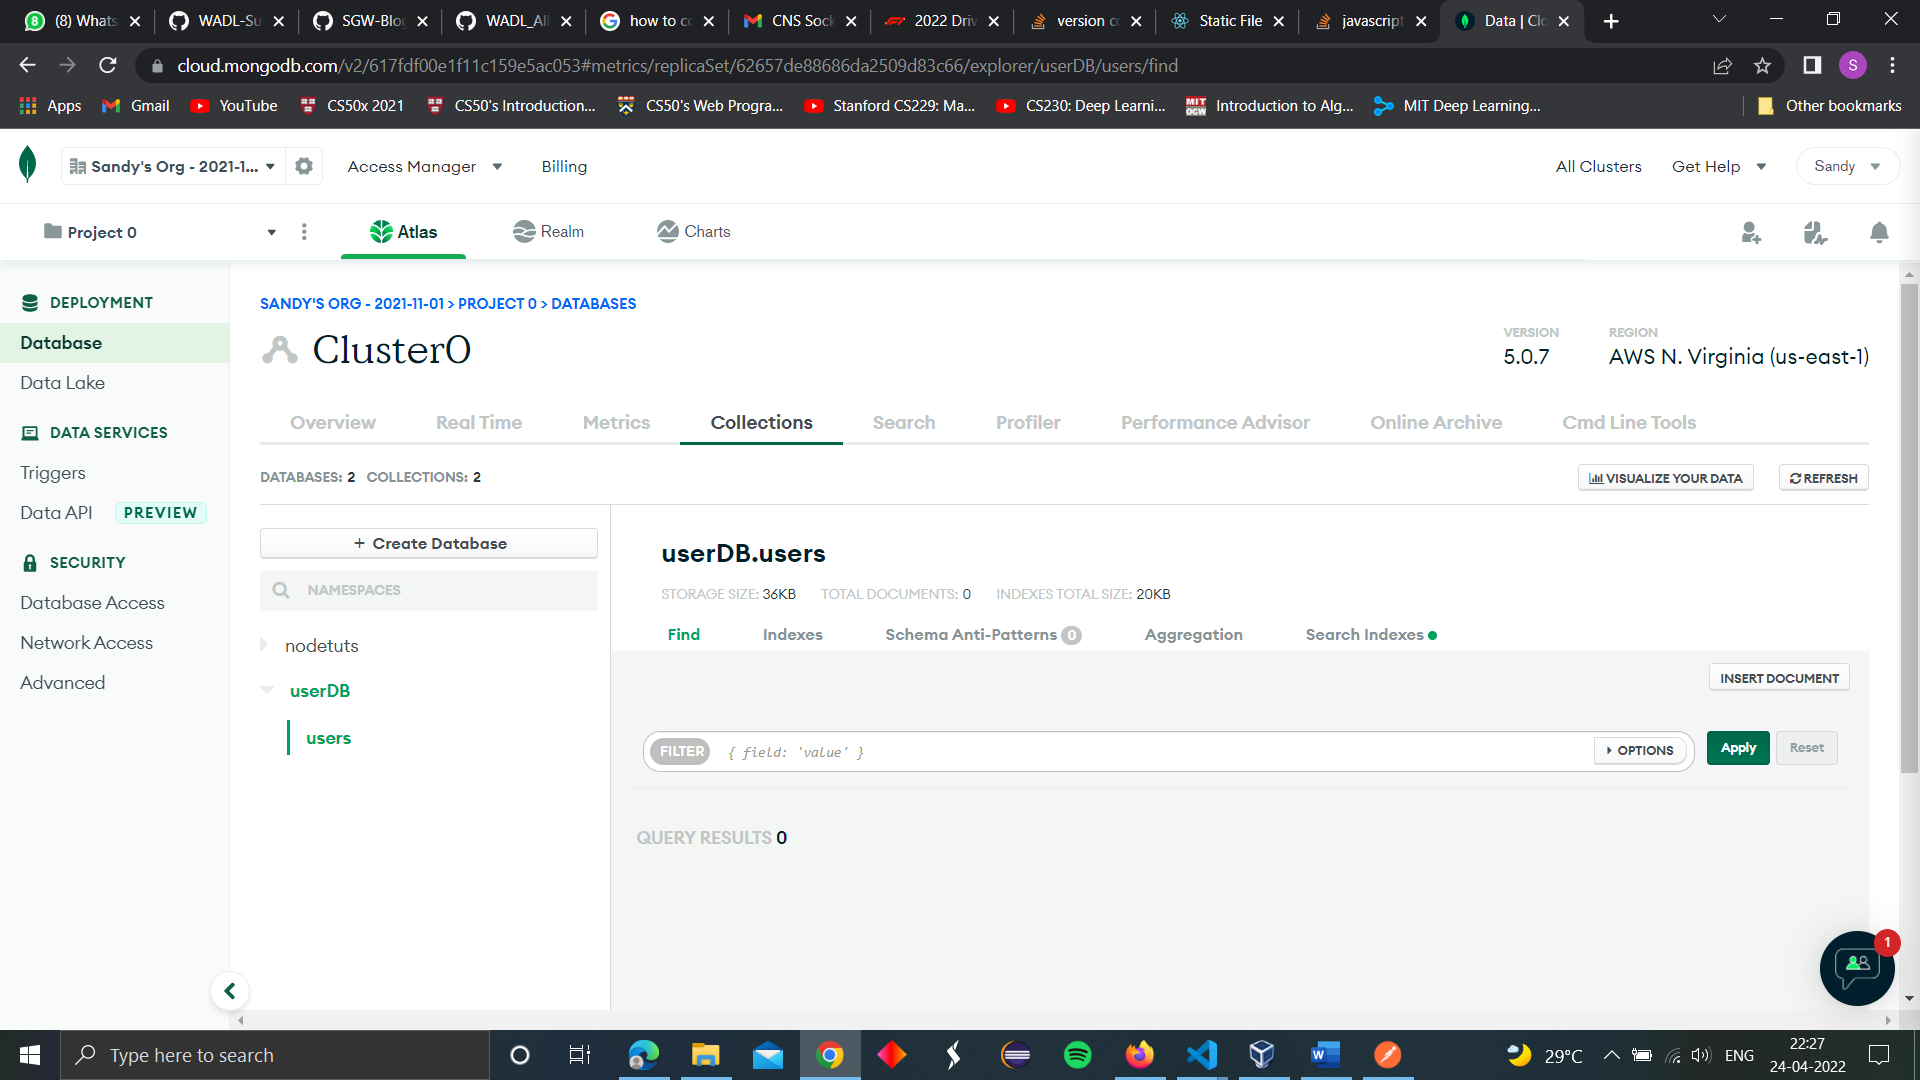 (8) Whats
WADL-Su
SGW-Blog
WADL_All
how to co
CNS Sock
2022 Driv
version co
Static File
javascript
Data | Clo
cloud.mongodb.com/v2/617fdf00e1f11c159e5ac053#metrics/replicaSet/62657de88686da2509d83c66/explorer/userDB/users/find
S
Apps
Gmail
YouTube
CS50x 2021
CS50's Introduction...
CS50's Web Progra...
Stanford CS229: Ma...
CS230: Deep Learni...
Introduction to Alg...
MIT Deep Learning...
Other bookmarks
Sandy's Org - 2021-1...
Access Manager
Billing
All Clusters
Get Help
Sandy
Project 0
Atlas
Realm
Charts
DEPLOYMENT
Database
Data Lake
DATA SERVICES
Triggers
Data API PREVIEW
SECURITY
Database Access
Network Access
Advanced
SANDY'S ORG - 2021-11-01 > PROJECT 0 > DATABASES
Cluster0
VERSION
5.0.7
REGION
AWS N. Virginia (us-east-1)
Overview
Real Time
Metrics
Collections
Search
Profiler
Performance Advisor
Online Archive
Cmd Line Tools
DATABASES: 2 COLLECTIONS: 2
VISUALIZE YOUR DATA
REFRESH
+ Create Database
NAMESPACES
nodetuts
userDB
users
userDB.users
STORAGE SIZE: 36KB TOTAL DOCUMENTS: 0 INDEXES TOTAL SIZE: 20KB
Find
Indexes
Schema Anti-Patterns 0
Aggregation
Search Indexes
INSERT DOCUMENT
FILTER { field: 'value' }
OPTIONS
Apply
Reset
QUERY RESULTS 0
1
Type here to search
29°C
ENG
22:27
24-04-2022